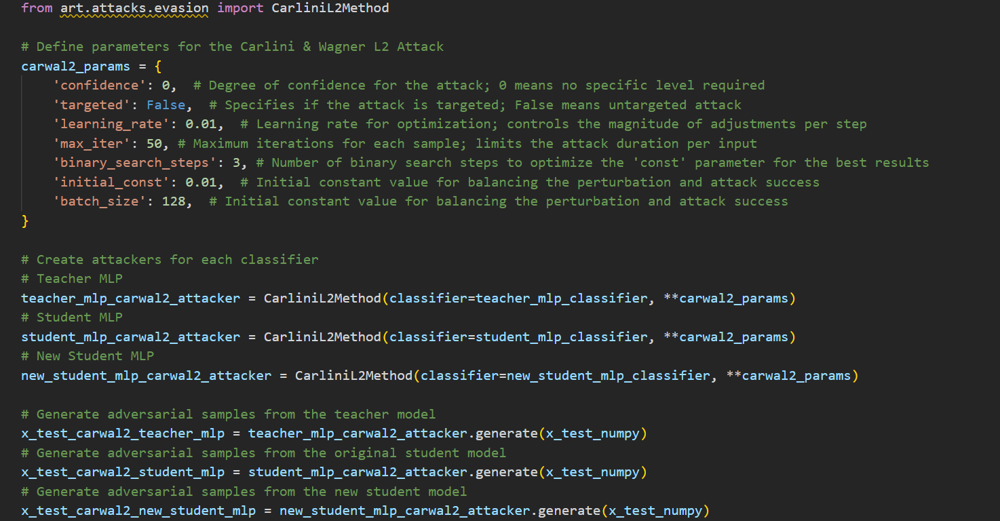 from art.attacks.evasion import CarliniL2Method
# Define parameters for the Carlini & Wagner L2 Attack
carwal2_params = {
    'confidence': 0,  # Degree of confidence for the attack; 0 means no specific level required
    'targeted': False,  # Specifies if the attack is targeted; False means untargeted attack
    'learning_rate': 0.01,  # Learning rate for optimization; controls the magnitude of adjustments per step
    'max_iter': 50, # Maximum iterations for each sample; limits the attack duration per input
    'binary_search_steps': 3, # Number of binary search steps to optimize the 'const' parameter for the best results
    'initial_const': 0.01,  # Initial constant value for balancing the perturbation and attack success
    'batch_size': 128,  # Initial constant value for balancing the perturbation and attack success
}
# Create attackers for each classifier
# Teacher MLP
teacher_mlp_carwal2_attacker = CarliniL2Method(classifier=teacher_mlp_classifier, **carwal2_params)
# Student MLP
student_mlp_carwal2_attacker = CarliniL2Method(classifier=student_mlp_classifier, **carwal2_params)
# New Student MLP
new_student_mlp_carwal2_attacker = CarliniL2Method(classifier=new_student_mlp_classifier, **carwal2_params)
# Generate adversarial samples from the teacher model
x_test_carwal2_teacher_mlp = teacher_mlp_carwal2_attacker.generate(x_test_numpy)
# Generate adversarial samples from the original student model
x_test_carwal2_student_mlp = student_mlp_carwal2_attacker.generate(x_test_numpy)
# Generate adversarial samples from the new student model
x_test_carwal2_new_student_mlp = new_student_mlp_carwal2_attacker.generate(x_test_numpy)